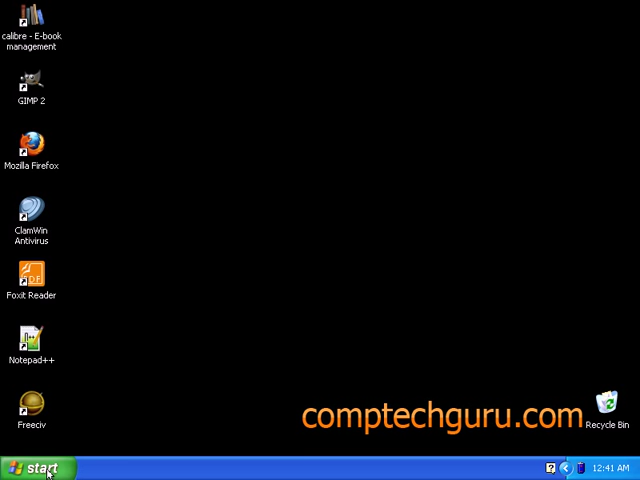 calibre - E-book
management
GIMP 2
Mozilla Firefox
ClamWin
Antivirus
PDF
Foxit Reader
Notepad++
Freeciv
comptechguru.com
Recycle Bin
start
?
12:41 AM